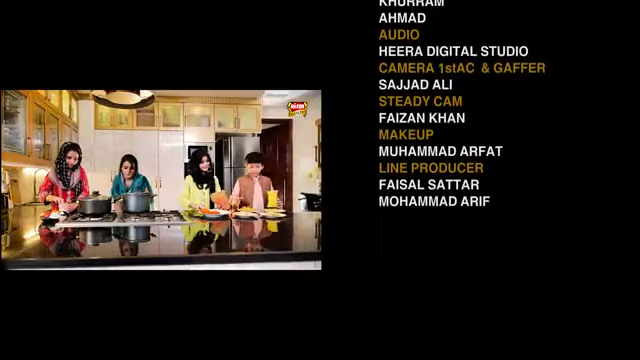 KHURRAM
AHMAD
AUDIO
HEERA DIGITAL STUDIO
CAMERA 1stAC & GAFFER
SAJJAD ALI
STEADY CAM
FAIZAN KHAN
MAKEUP
MUHAMMAD ARFAT
LINE PRODUCER
FAISAL SATTAR
MOHAMMAD ARIF